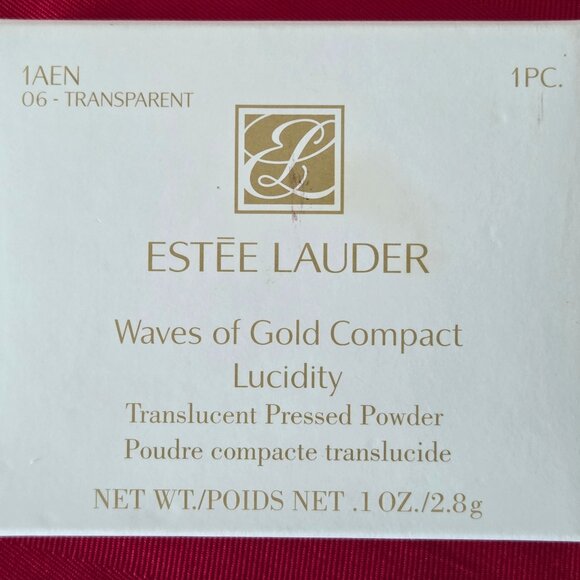 1AEN
1PC.
06 - TRANSPARENT
EL
ESTĒE LAUDER
Waves of Gold Compact
Lucidity
Translucent Pressed Powder
Poudre compacte translucide
NET WT./POIDS NET .1 OZ./2.8g